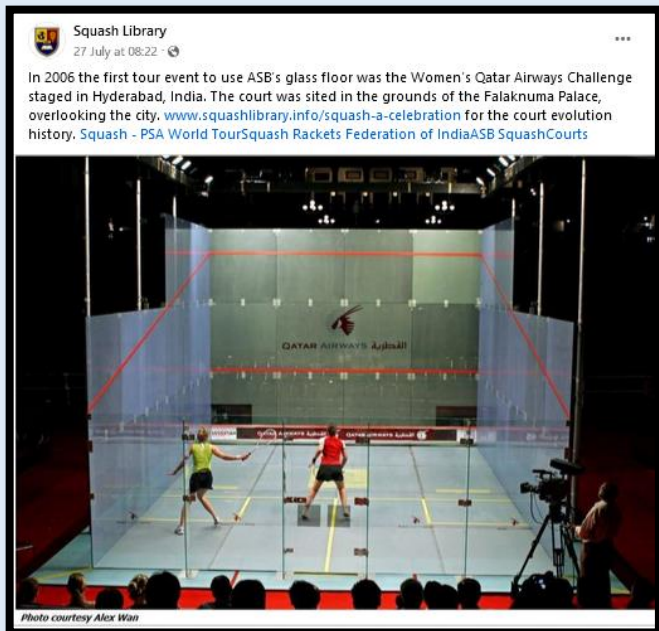 Squash Library
27 July at 08:22 ·
In 2006 the first tour event to use ASB's glass floor was the Women's Qatar Airways Challenge
staged in Hyderabad, India. The court was sited in the grounds of the Falaknuma Palace,
overlooking the city. www.squashlibrary.info/squash-a-celebration for the court evolution
history. Squash - PSA World TourSquash Rackets Federation of IndiaASB SquashCourts
QATAR AIRWAYS القطرية
QATAR AIRWAYS القطرية
Photo courtesy Alex Wan